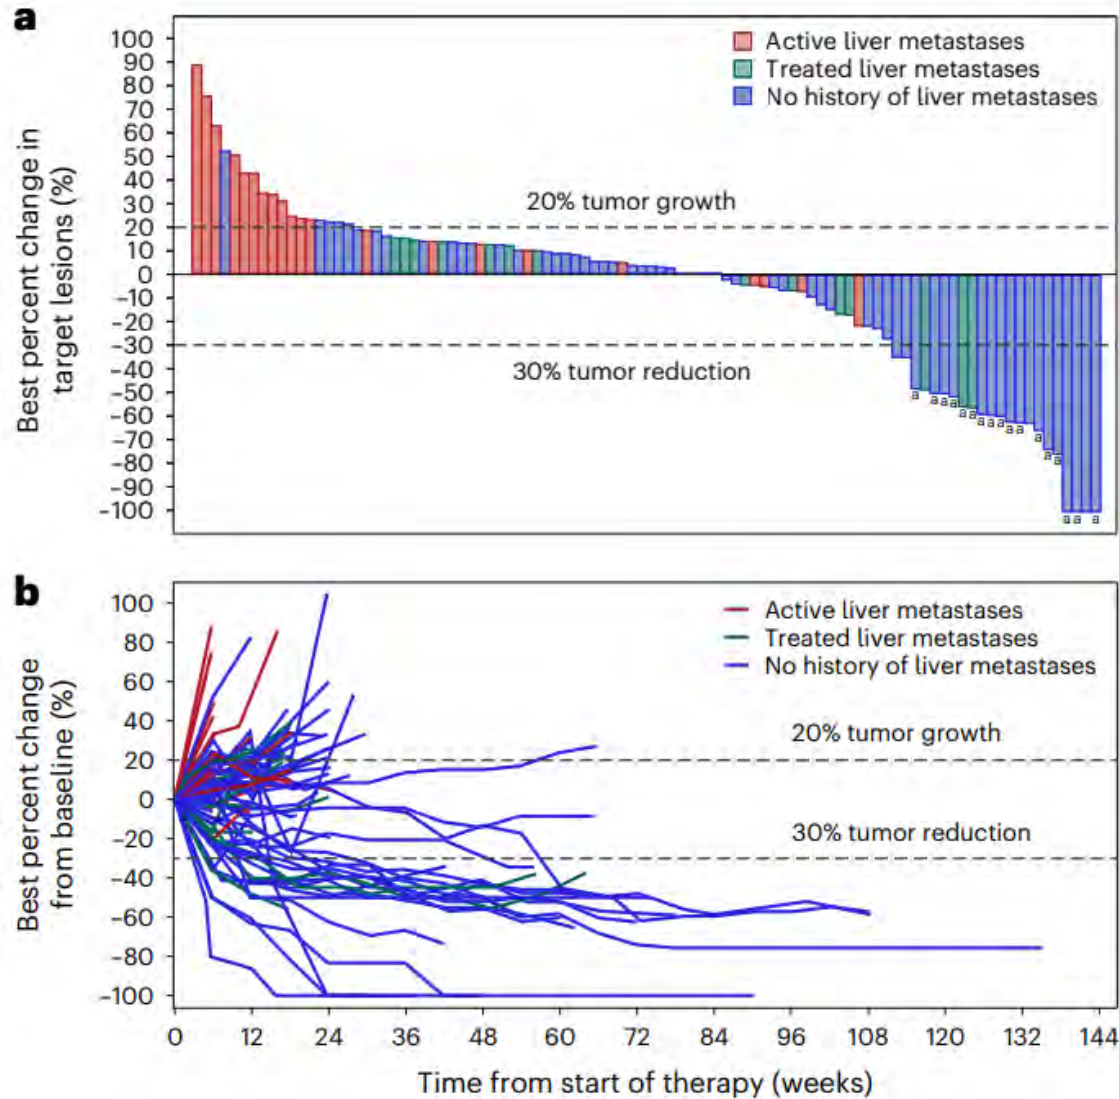 a
Best percent change in
target lesions (%)
100
90
80
70
60
50
40
30
20
10
0
–10
–20
–30
–40
–50
–60
–70
–80
–90
–100
Active liver metastases
Treated liver metastases
No history of liver metastases
20% tumor growth
30% tumor reduction
a a a a a a a a a a a a a a a a a
b
Best percent change
from baseline (%)
100
80
60
40
20
0
–20
–40
–60
–80
–100
Active liver metastases
Treated liver metastases
No history of liver metastases
20% tumor growth
30% tumor reduction
0 12 24 36 48 60 72 84 96 108 120 132 144
Time from start of therapy (weeks)